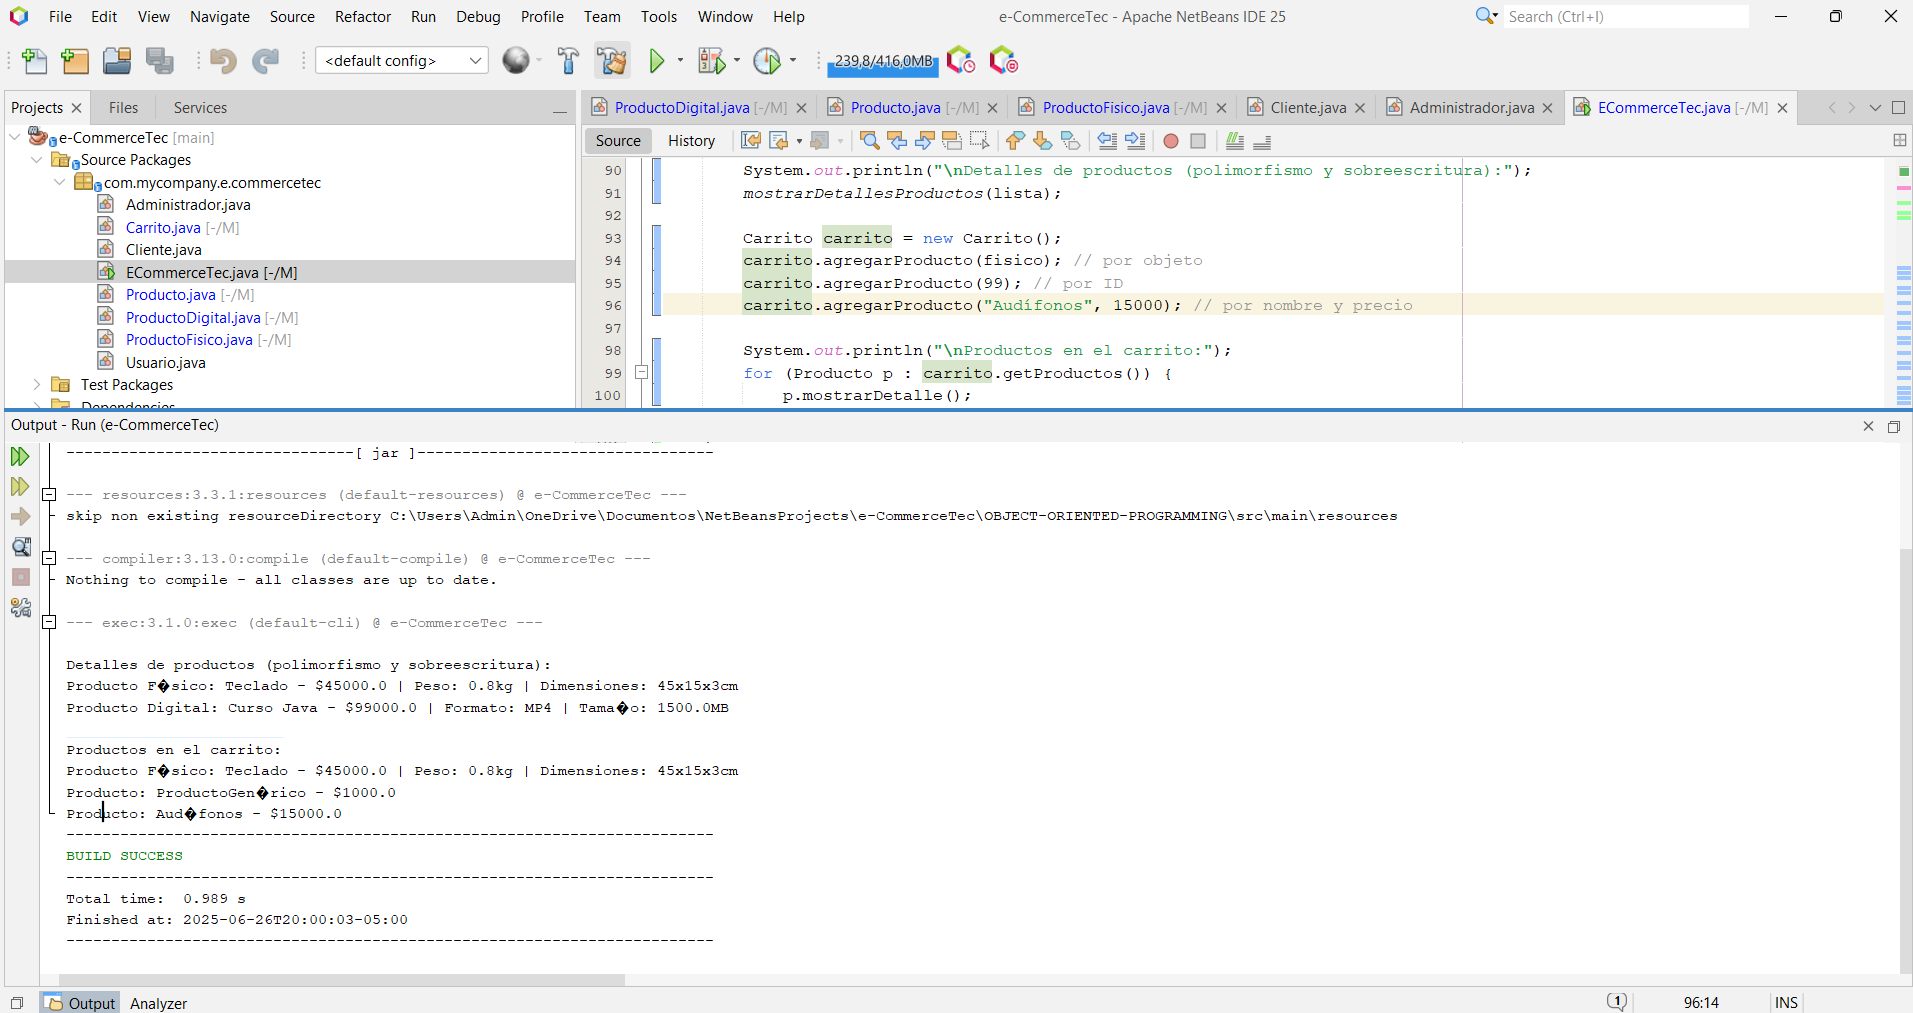 File Edit View Navigate Source Refactor Run Debug Profile Team Tools Window Help
e-CommerceTec - Apache NetBeans IDE 25
Search (Ctrl+I)
<default config>
239,8/416,0MB
Projects Files Services
ProductoDigital.java [-/M] Producto.java [-/M] ProductoFisico.java [-/M] Cliente.java Administrador.java ECommerceTec.java [-/M]
Source History
e-CommerceTec [main]
Source Packages
com.mycompany.e.commercetec
Administrador.java
Carrito.java [-/M]
Cliente.java
ECommerceTec.java [-/M]
Producto.java [-/M]
ProductoDigital.java [-/M]
ProductoFisico.java [-/M]
Usuario.java
Test Packages
Dependencies
90 System.out.println("\nDetalles de productos (polimorfismo y sobreescritura):");
91 mostrarDetallesProductos(lista);
92
93 Carrito carrito = new Carrito();
94 carrito.agregarProducto(fisico); // por objeto
95 carrito.agregarProducto(99); // por ID
96 carrito.agregarProducto("Audífonos", 15000); // por nombre y precio
97
98 System.out.println("\nProductos en el carrito:");
99 for (Producto p : carrito.getProductos()) {
100 p.mostrarDetalle();
Output - Run (e-CommerceTec)
--------------------------------[ jar ]---------------------------------
--- resources:3.3.1:resources (default-resources) @ e-CommerceTec ---
skip non existing resourceDirectory C:\Users\Admin\OneDrive\Documentos\NetBeansProjects\e-CommerceTec\OBJECT-ORIENTED-PROGRAMMING\src\main\resources
--- compiler:3.13.0:compile (default-compile) @ e-CommerceTec ---
Nothing to compile - all classes are up to date.
--- exec:3.1.0:exec (default-cli) @ e-CommerceTec ---
Detalles de productos (polimorfismo y sobreescritura):
Producto F�sico: Teclado - $45000.0 | Peso: 0.8kg | Dimensiones: 45x15x3cm
Producto Digital: Curso Java - $99000.0 | Formato: MP4 | Tama�o: 1500.0MB
Productos en el carrito:
Producto F�sico: Teclado - $45000.0 | Peso: 0.8kg | Dimensiones: 45x15x3cm
Producto: ProductoGen�rico - $1000.0
Producto: Aud�fonos - $15000.0
------------------------------------------------------------------------
BUILD SUCCESS
------------------------------------------------------------------------
Total time:  0.989 s
Finished at: 2025-06-26T20:00:03-05:00
------------------------------------------------------------------------
Output Analyzer
1 96:14 INS